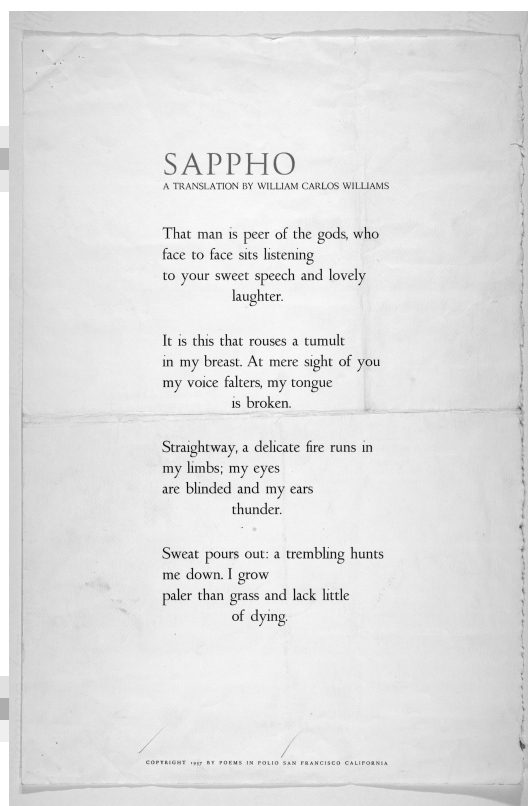 SAPPHO
A TRANSLATION BY WILLIAM CARLOS WILLIAMS
That man is peer of the gods, who
face to face sits listening
to your sweet speech and lovely
laughter.
It is this that rouses a tumult
in my breast. At mere sight of you
my voice falters, my tongue
is broken.
Straightway, a delicate fire runs in
my limbs; my eyes
are blinded and my ears
thunder.
Sweat pours out: a trembling hunts
me down. I grow
paler than grass and lack little
of dying.
COPYRIGHT 1957 BY POEMS IN FOLIO SAN FRANCISCO CALIFORNIA